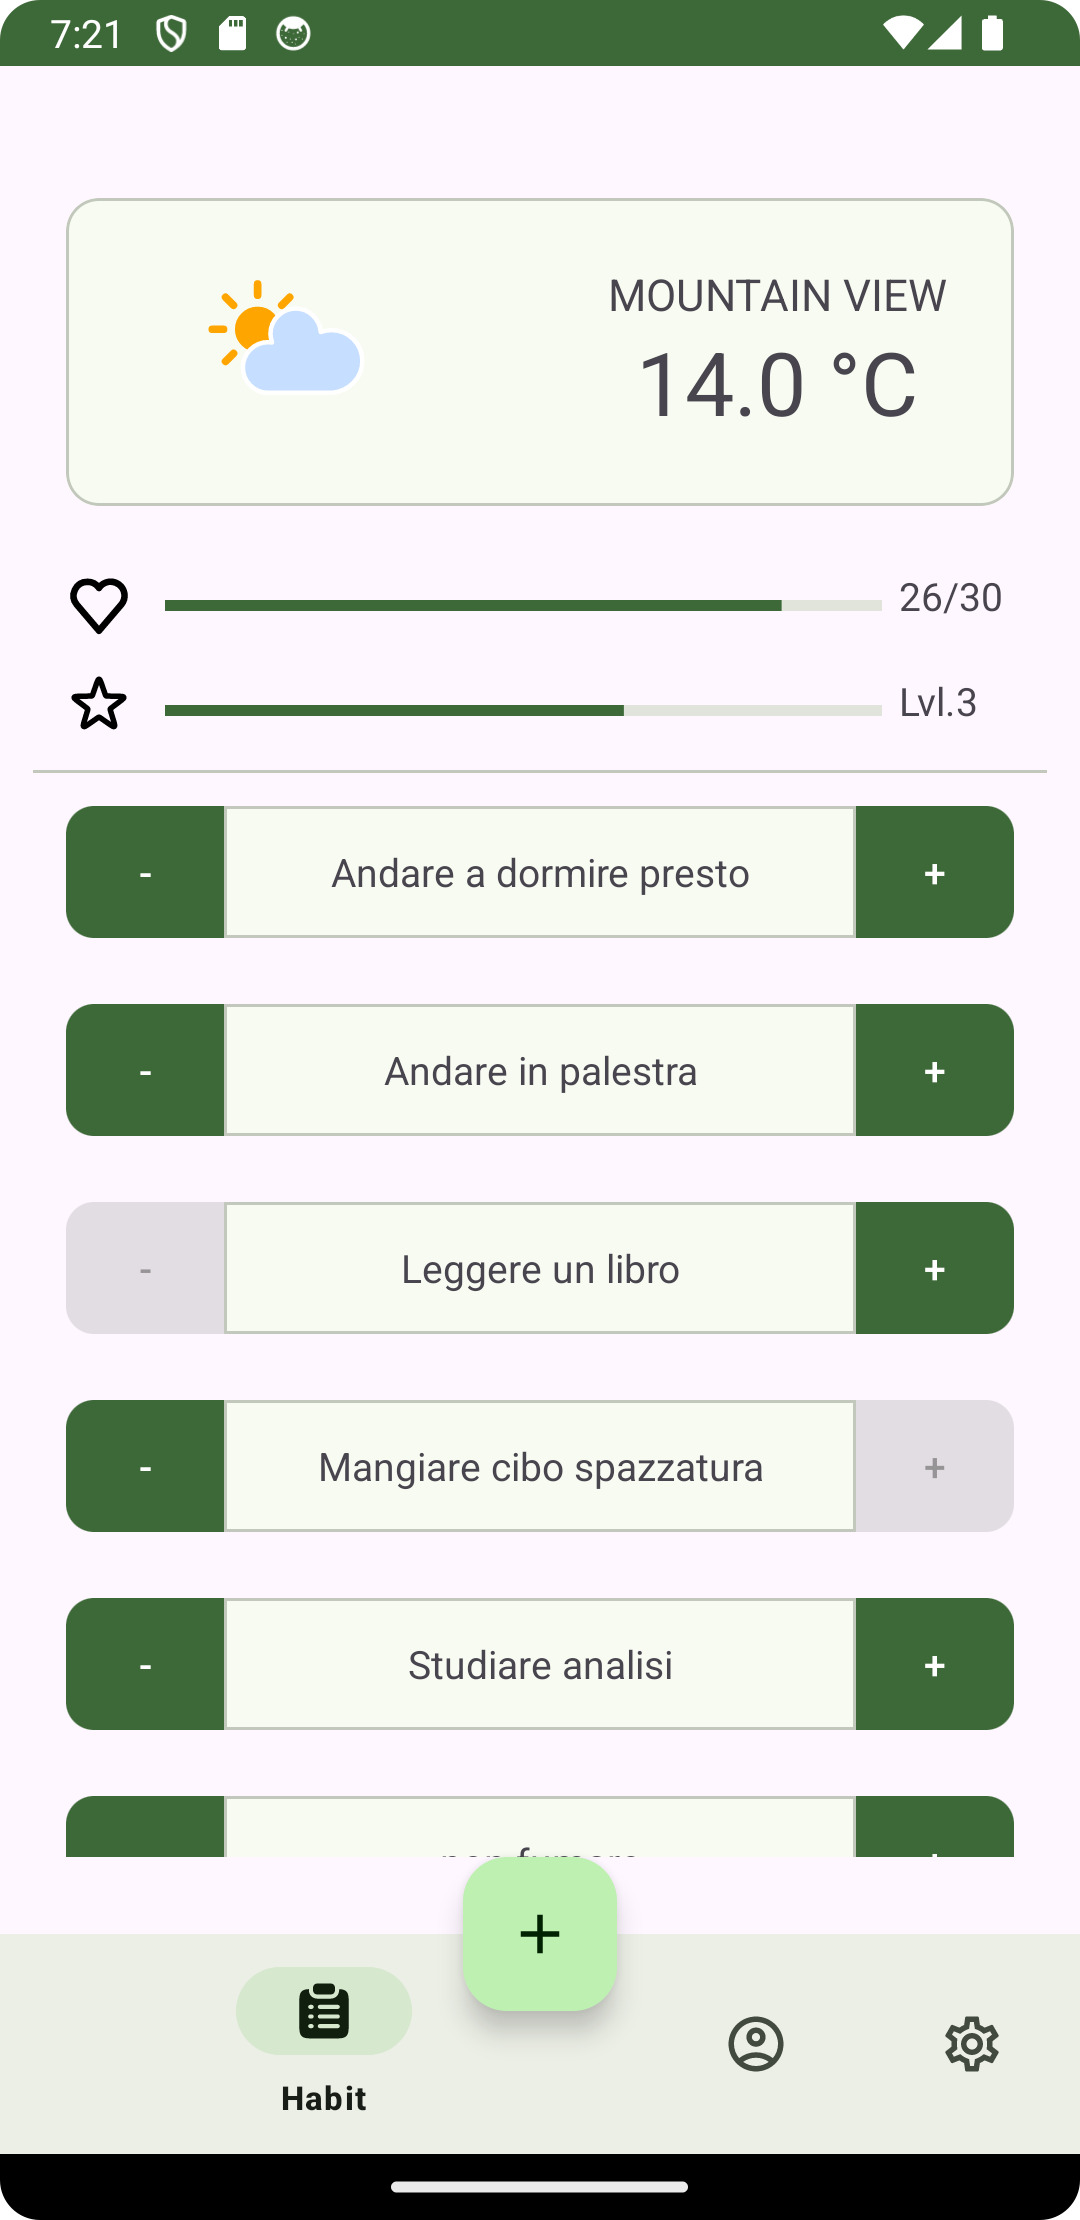 7:21
MOUNTAIN VIEW
14.0 °C
26/30
Lvl.3
- Andare a dormire presto +
- Andare in palestra +
- Leggere un libro +
- Mangiare cibo spazzatura +
- Studiare analisi +
+
Habit